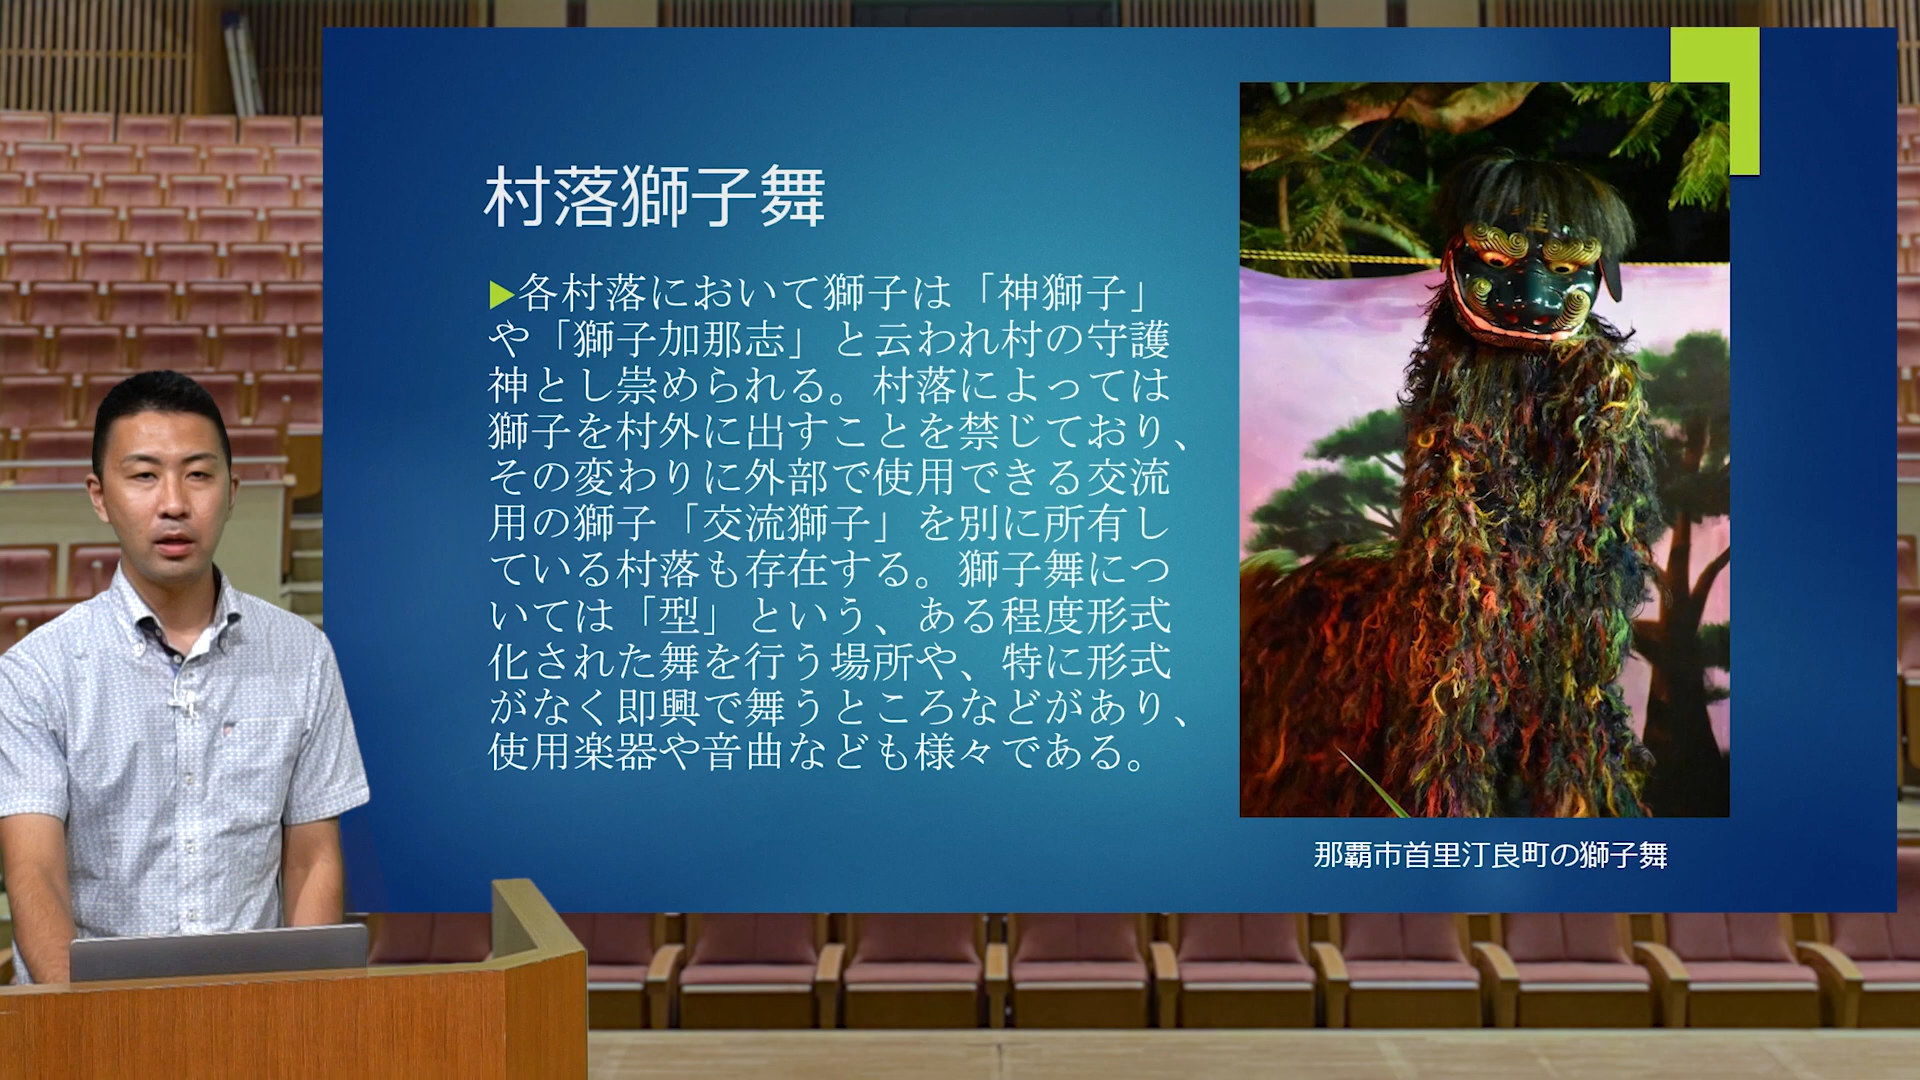 村落獅子舞
各村落において獅子は「神獅子」
や「獅子加那志」と云われ村の守護
神とし崇められる。村落によっては
獅子を村外に出すことを禁じており、
その変わりに外部で使用できる交流
用の獅子「交流獅子」を別に所有し
ている村落も存在する。獅子舞につ
いては「型」という、ある程度形式
化された舞を行う場所や、特に形式
がなく即興で舞うところなどがあり、
使用楽器や音曲なども様々である。
那覇市首里汀良町の獅子舞